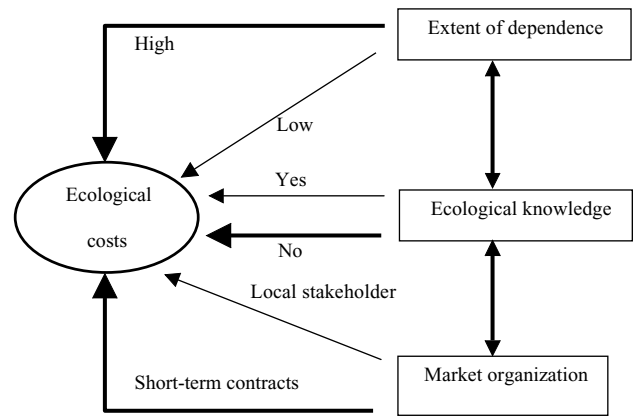 Extent of dependence
High
Low
Ecological
costs
Yes
Ecological knowledge
No
Local stakeholder
Market organization
Short-term contracts